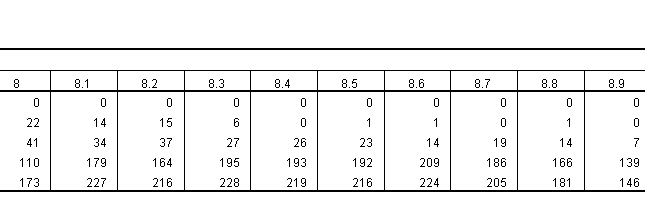 8 8.1 8.2 8.3 8.4 8.5 8.6 8.7 8.8 8.9
0 0 0 0 0 0 0 0 0 0
22 14 15 6 0 1 1 0 1 0
41 34 37 27 26 23 14 19 14 7
110 179 164 195 193 192 209 186 166 139
173 227 216 228 219 216 224 205 181 146